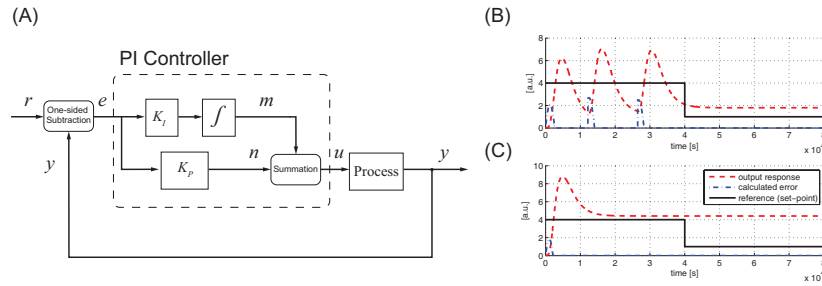 (A)
PI Controller
r
One-sided
Subtraction
e
K_I
∫
m
y
K_P
n
Summation
u
Process
y
(B)
[a.u.]
8
6
4
2
0
0 1 2 3 4 5 6 7 8
time [s]
(C)
[a.u.]
10
8
6
4
2
0
output response
calculated error
reference (set-point)
0 1 2 3 4 5 6 7 8
time [s]